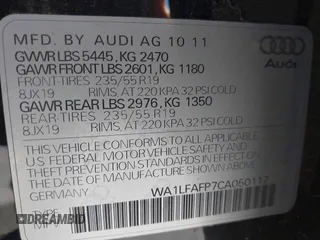 MFD. BY AUDI AG 10 11
GVWR LBS 5445, KG 2470
GAWR FRONT LBS 2601, KG 1180
FRONT-TIRES 235/55 R19
8JX19 RIMS, AT 220 KPA 32 PSI COLD
GAWR REAR LBS 2976, KG 1350
REAR-TIRES 235/55 R19
8JX19 RIMS, AT 220 KPA 32 PSI COLD
THIS VEHICLE CONFORMS TO ALL APPLICABLE
US FEDERAL MOTOR VEHICLE SAFETY
AND THEFT PREVENTION STANDARDS IN EFFECT ON
THE DATE OF MANUFACTURE SHOWN ABOVE.
GERMANY
WA1LFAFP7CA050117
Audi
DREAMBID